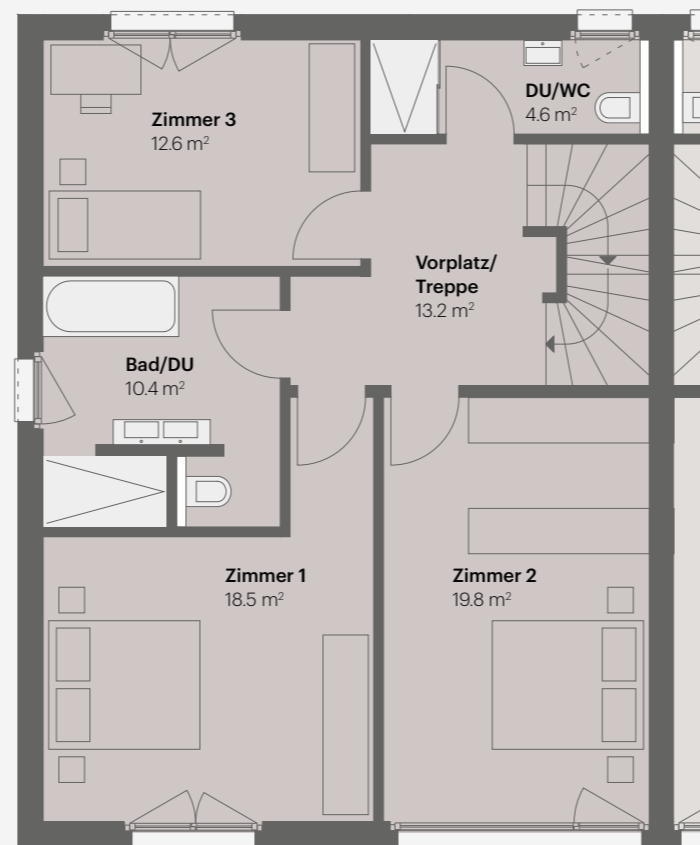 Zimmer 3
12.6 m²
DU/WC
4.6 m²
Vorplatz/
Treppe
13.2 m²
Bad/DU
10.4 m²
Zimmer 1
18.5 m²
Zimmer 2
19.8 m²